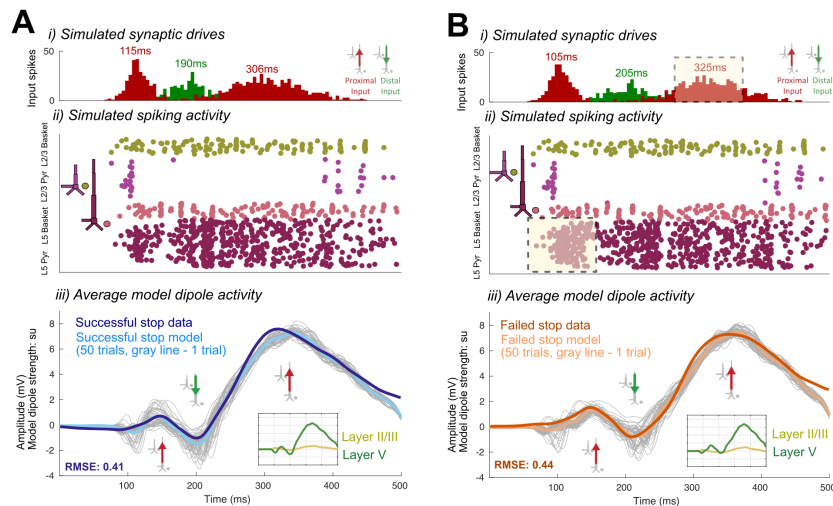 A
i) Simulated synaptic drives
50
0
Input spikes
115ms
190ms
306ms
Proximal
Input
Distal
Input
ii) Simulated spiking activity
L2/3 Basket
L2/3 Pyr
L5 Basket
L5 Pyr
iii) Average model dipole activity
Successful stop data
Successful stop model
(50 trials, gray line - 1 trial)
Amplitude (mV)
Model dipole strength: su
8
6
4
2
0
-2
-4
Layer II/III
Layer V
RMSE: 0.41
100
200
300
400
500
Time (ms)
B
i) Simulated synaptic drives
50
0
Input spikes
105ms
205ms
325ms
Proximal
Input
Distal
Input
ii) Simulated spiking activity
L2/3 Basket
L2/3 Pyr
L5 Basket
L5 Pyr
iii) Average model dipole activity
Failed stop data
Failed stop model
(50 trials, gray line - 1 trial)
Amplitude (mV)
Model dipole strength: su
8
6
4
2
0
-2
-4
Layer II/III
Layer V
RMSE: 0.44
100
200
300
400
500
Time (ms)